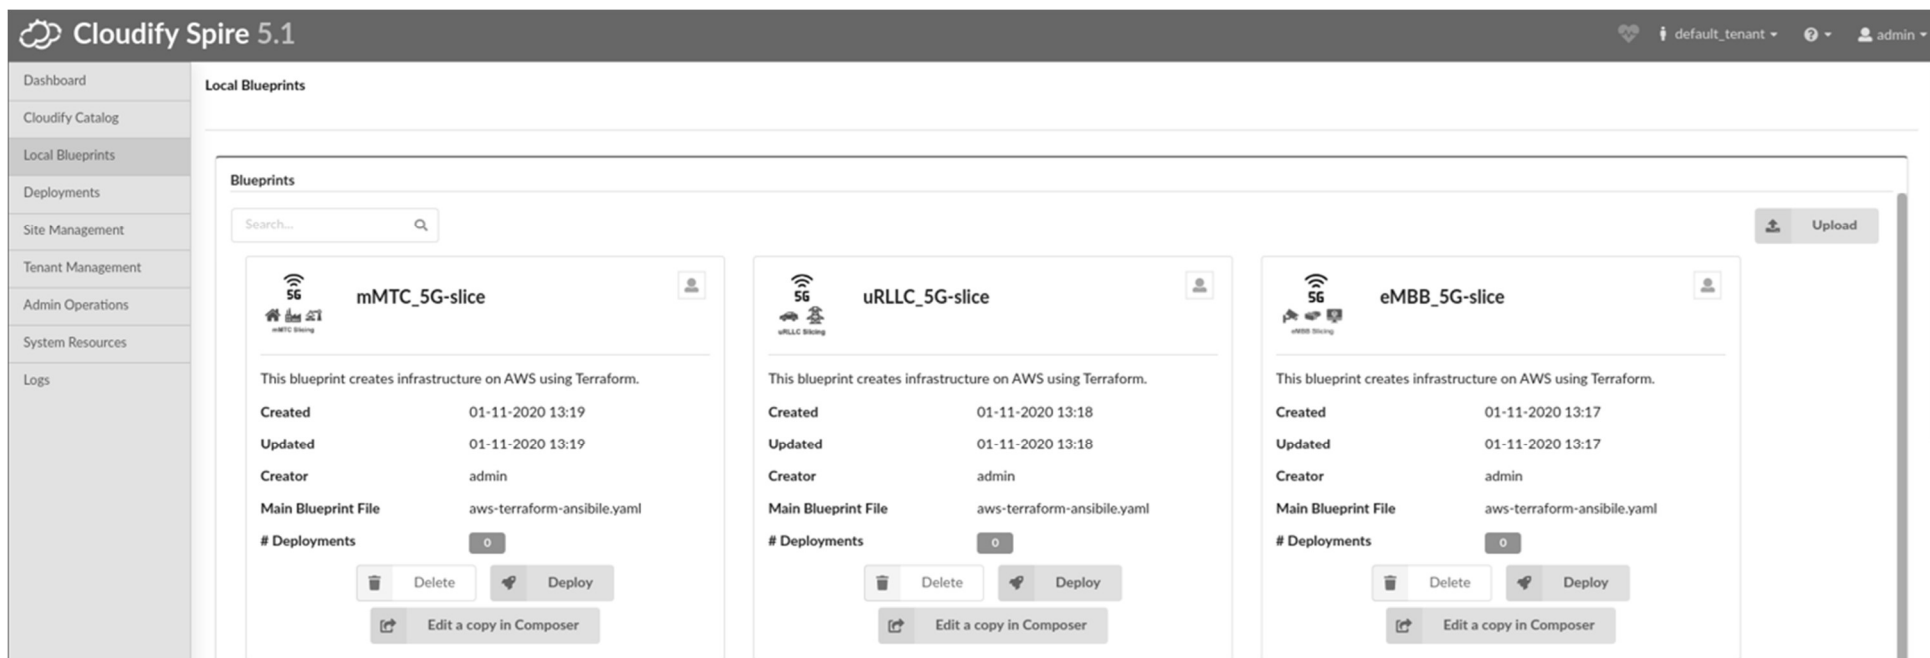 Cloudify Spire 5.1
default_tenant
admin
Dashboard
Cloudify Catalog
Local Blueprints
Deployments
Site Management
Tenant Management
Admin Operations
System Resources
Logs
Local Blueprints
Blueprints
Search...
Upload
5G
mMTC Slicing
mMTC_5G-slice
This blueprint creates infrastructure on AWS using Terraform.
Created 01-11-2020 13:19
Updated 01-11-2020 13:19
Creator admin
Main Blueprint File aws-terraform-ansibile.yaml
# Deployments 0
Delete Deploy
Edit a copy in Composer
5G
uRLLC Slicing
uRLLC_5G-slice
This blueprint creates infrastructure on AWS using Terraform.
Created 01-11-2020 13:18
Updated 01-11-2020 13:18
Creator admin
Main Blueprint File aws-terraform-ansibile.yaml
# Deployments 0
Delete Deploy
Edit a copy in Composer
5G
eMBB Slicing
eMBB_5G-slice
This blueprint creates infrastructure on AWS using Terraform.
Created 01-11-2020 13:17
Updated 01-11-2020 13:17
Creator admin
Main Blueprint File aws-terraform-ansibile.yaml
# Deployments 0
Delete Deploy
Edit a copy in Composer